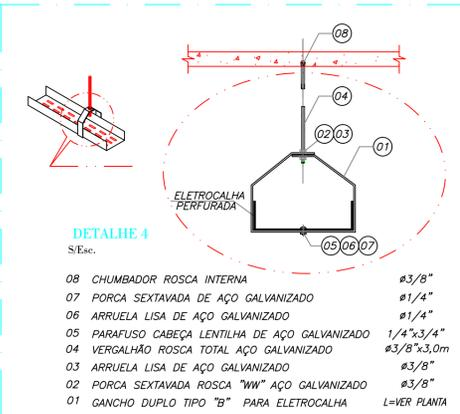 08
04
02 03
01
ELETROCALHA
PERFURADA
05 06 07
DETALHE 4
S/Esc.
08 CHUMBADOR ROSCA INTERNA ø3/8"
07 PORCA SEXTAVADA DE AÇO GALVANIZADO ø1/4"
06 ARRUELA LISA DE AÇO GALVANIZADO ø1/4"
05 PARAFUSO CABEÇA LENTILHA DE AÇO GALVANIZADO 1/4"x3/4"
04 VERGALHÃO ROSCA TOTAL AÇO GALVANIZADO ø3/8"x3,0m
03 ARRUELA LISA DE AÇO GALVANIZADO ø3/8"
02 PORCA SEXTAVADA ROSCA "WW" AÇO GALVANIZADO ø3/8"
01 GANCHO DUPLO TIPO "B" PARA ELETROCALHA L=VER PLANTA